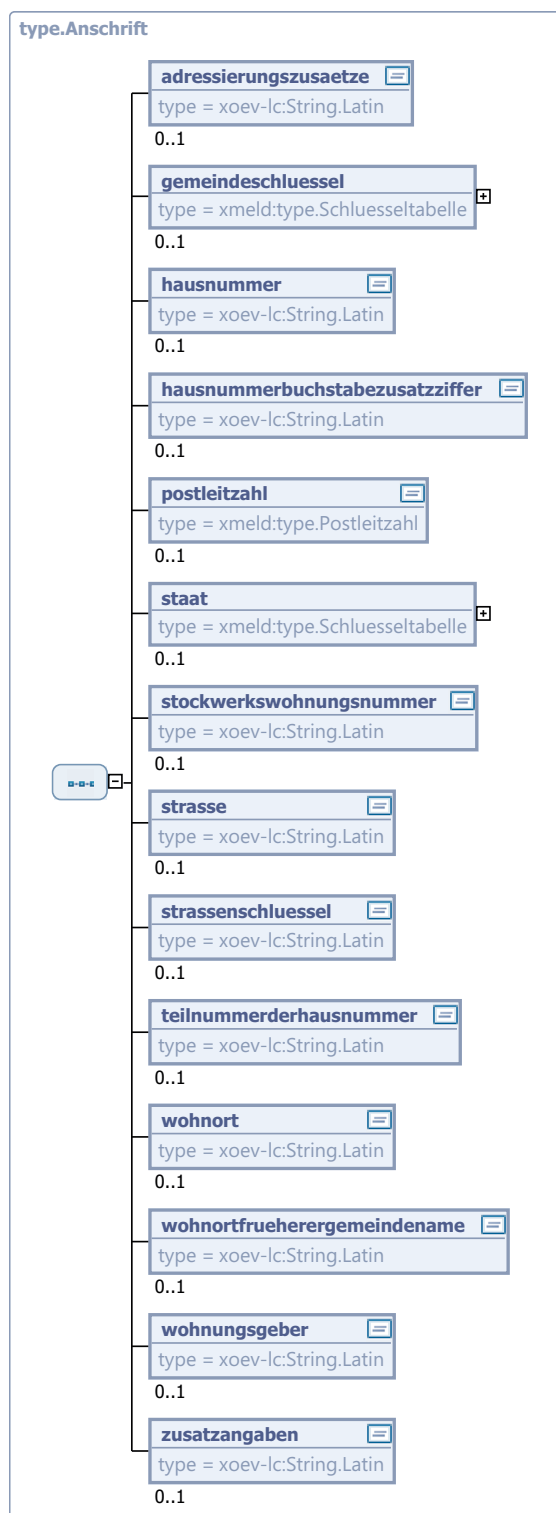 type.Anschrift
adressierungszusaetze
type = xoev-lc:String.Latin
0..1
gemeindeschluessel
type = xmeld:type.Schluesseltabelle
0..1
hausnummer
type = xoev-lc:String.Latin
0..1
hausnummerbuchstabezusatzziffer
type = xoev-lc:String.Latin
0..1
postleitzahl
type = xmeld:type.Postleitzahl
0..1
staat
type = xmeld:type.Schluesseltabelle
0..1
stockwerkswohnungsnummer
type = xoev-lc:String.Latin
0..1
strasse
type = xoev-lc:String.Latin
0..1
strassenschluessel
type = xoev-lc:String.Latin
0..1
teilnummerderhausnummer
type = xoev-lc:String.Latin
0..1
wohnort
type = xoev-lc:String.Latin
0..1
wohnortfrueherergemeindename
type = xoev-lc:String.Latin
0..1
wohnungsgeber
type = xoev-lc:String.Latin
0..1
zusatzangaben
type = xoev-lc:String.Latin
0..1